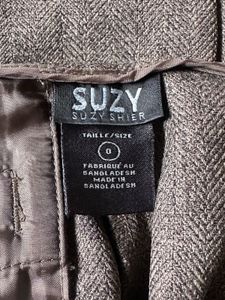 SUZY
SUZY SHIER
TAILLE/SIZE
0
FABRIQUÉ AU
BANGLADESH
MADE IN
BANGLADESH